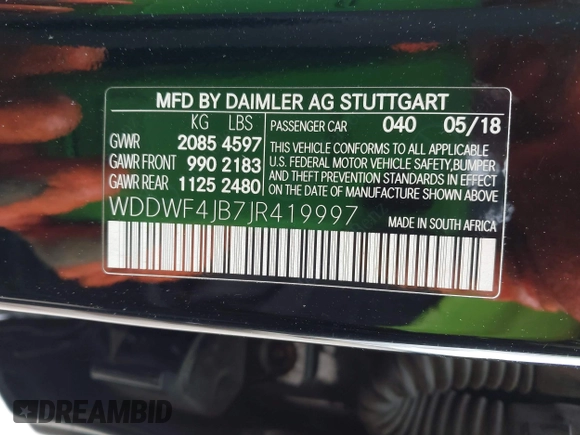 MFD BY DAIMLER AG STUTTGART
KG LBS PASSENGER CAR 040 05/18
GVWR 2085 4597
GAWR FRONT 990 2183
GAWR REAR 1125 2480
THIS VEHICLE CONFORMS TO ALL APPLICABLE
U.S. FEDERAL MOTOR VEHICLE SAFETY, BUMPER
AND THEFT PREVENTION STANDARDS IN EFFECT
ON THE DATE OF MANUFACTURE SHOWN ABOVE
WDDWF4JB7JR419997 MADE IN SOUTH AFRICA
DREAMBID